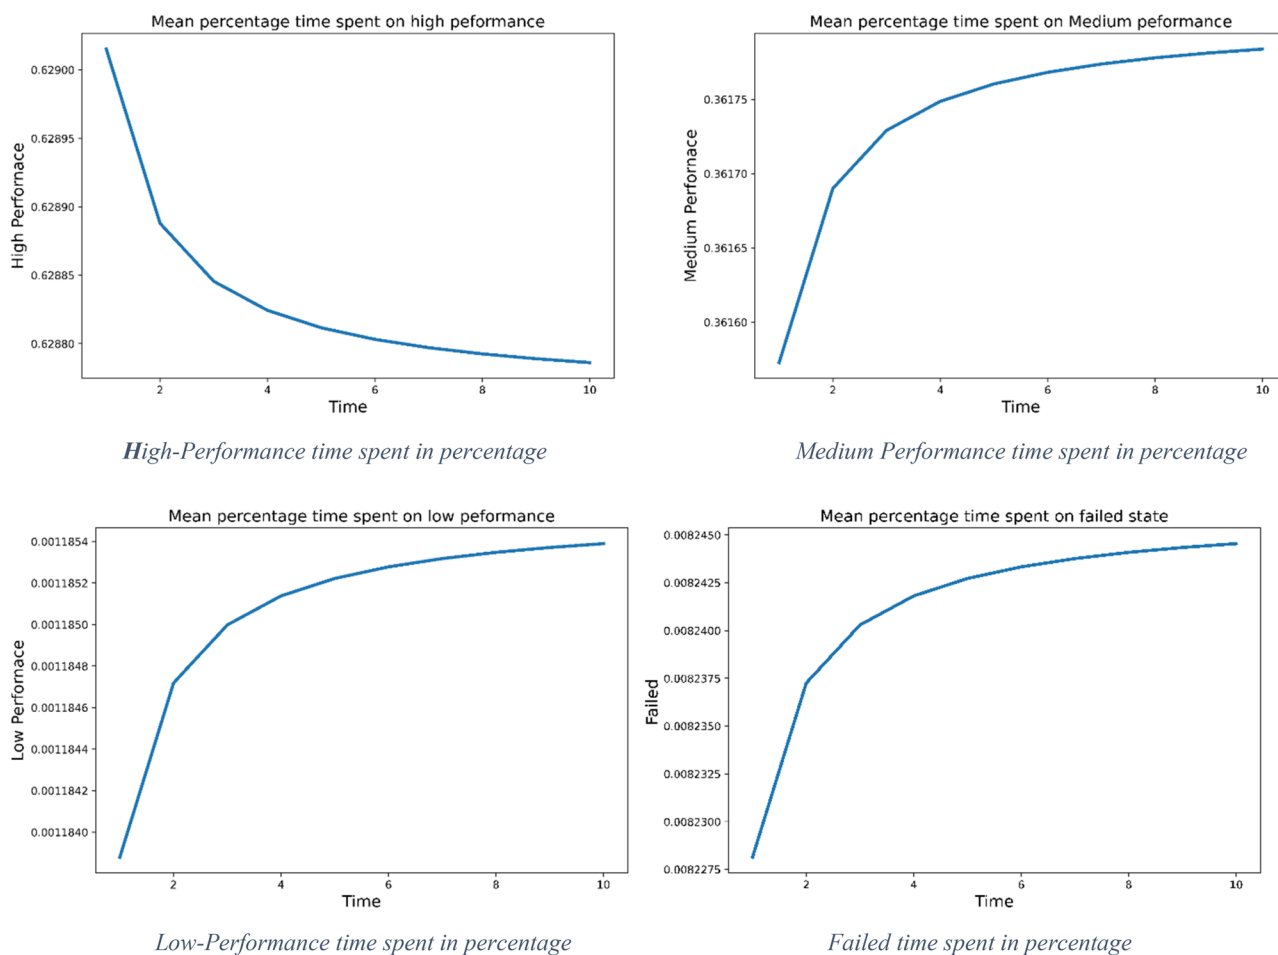 Mean percentage time spent on high peformance
0.62900
0.62895
0.62890
0.62885
0.62880
High Perfornace
2 4 6 8 10
Time
High-Performance time spent in percentage
Mean percentage time spent on Medium peformance
0.36175
0.36170
0.36165
0.36160
Medium Perfornace
2 4 6 8 10
Time
Medium Performance time spent in percentage
Mean percentage time spent on low peformance
0.0011854
0.0011852
0.0011850
0.0011848
0.0011846
0.0011844
0.0011842
0.0011840
Low Perfornace
2 4 6 8 10
Time
Low-Performance time spent in percentage
Mean percentage time spent on failed state
0.0082450
0.0082425
0.0082400
0.0082375
0.0082350
0.0082325
0.0082300
0.0082275
Failed
2 4 6 8 10
Time
Failed time spent in percentage